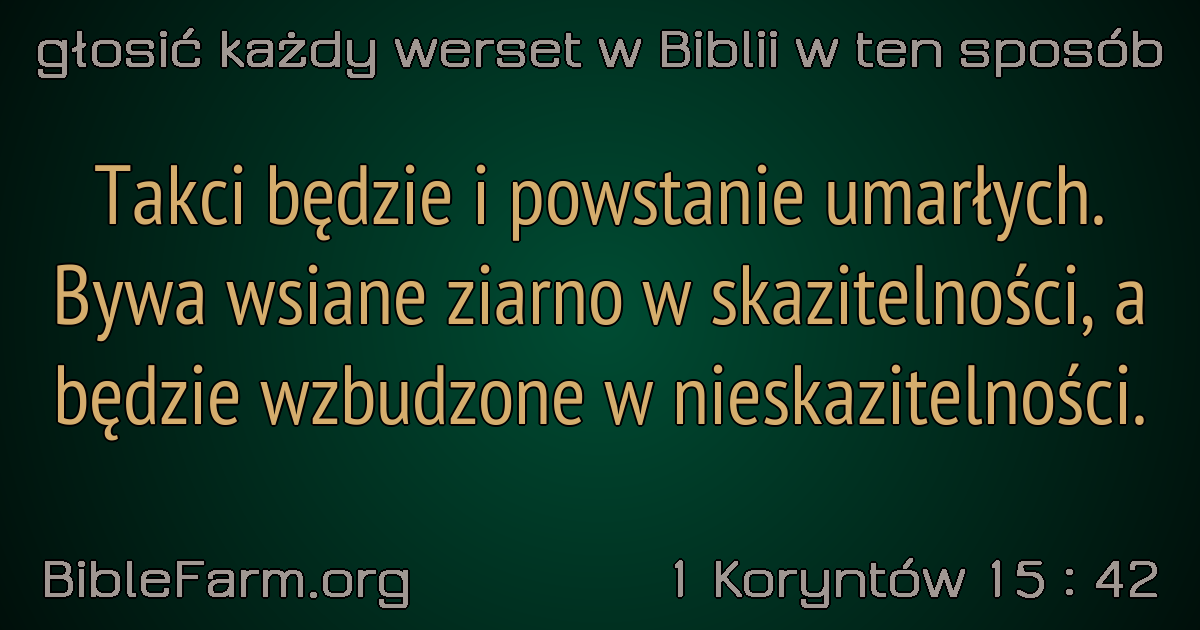 głosić każdy werset w Biblii w ten sposób
Takci będzie i powstanie umarłych.
Bywa wsiane ziarno w skazitelności, a
będzie wzbudzone w nieskazitelności.
BibleFarm.org
1 Koryntów 15 : 42